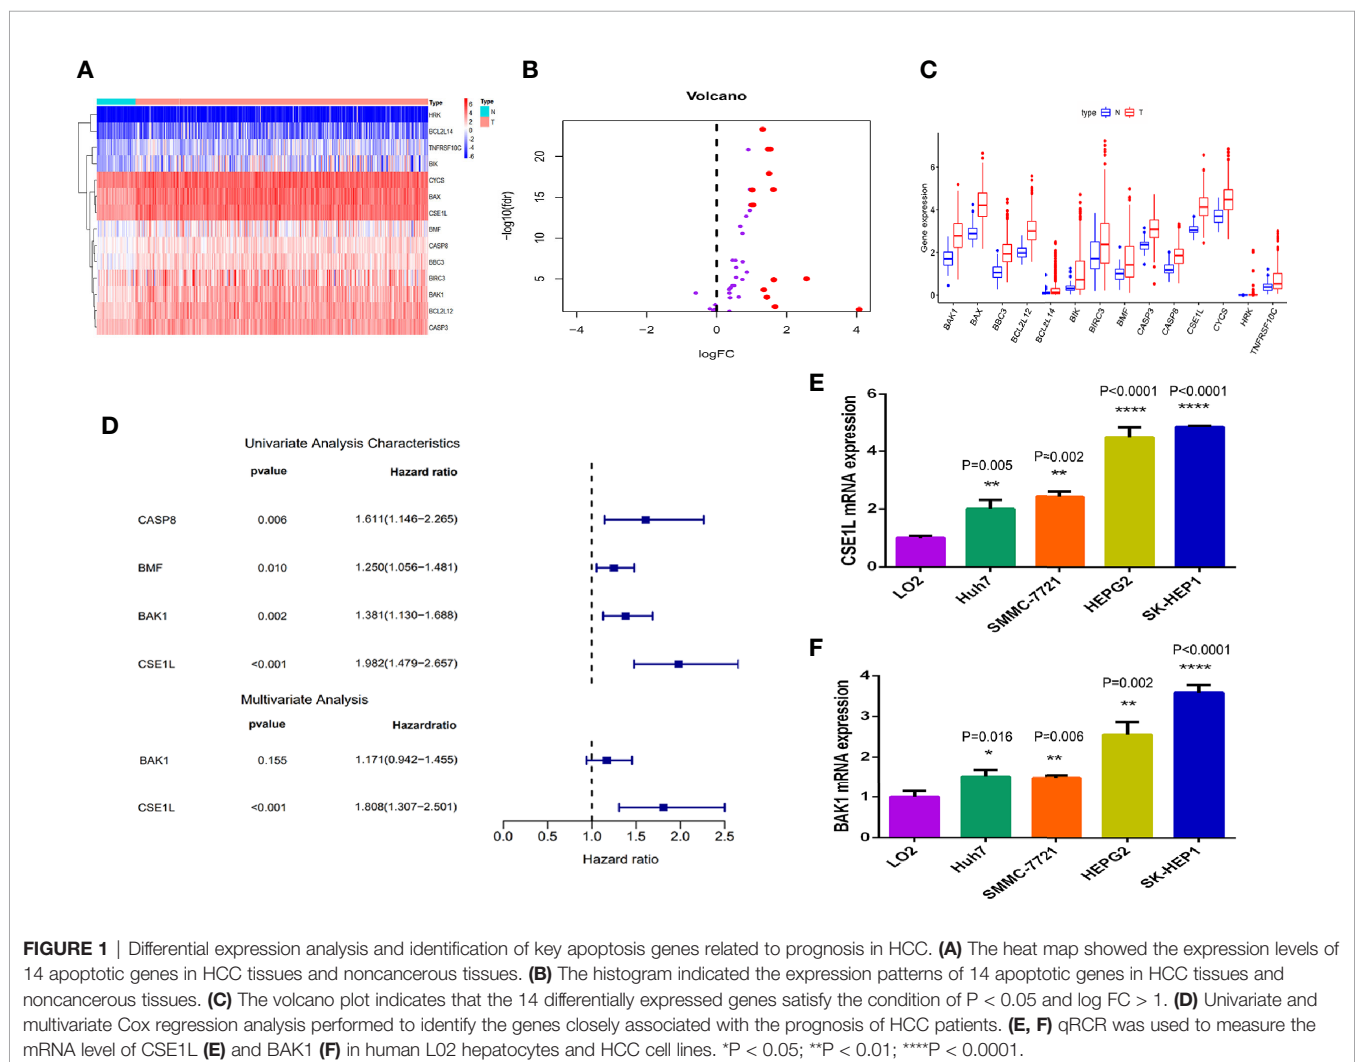 A
Type
HRK
BCL2L14
TNFRSF10C
BIK
CYCS
BAX
CSE1L
BMF
CASP8
BBC3
BIRC3
BAK1
BCL2L12
CASP3
6
4
2
0
-2
-4
-6
Type
N
T
B
Volcano
-log10(fdr)
20
15
10
5
-4 -2 0 2 4
logFC
C
type N T
Gene expression
6
4
2
0
BAK1 BAX BBC3 BCL2L12 BCL2L14 BIK BIRC3 BMF CASP3 CASP8 CSE1L CYCS HRK TNFRSF10C
D
Univariate Analysis Characteristics
pvalue Hazard ratio
CASP8 0.006 1.611(1.146-2.265)
BMF 0.010 1.250(1.056-1.481)
BAK1 0.002 1.381(1.130-1.688)
CSE1L <0.001 1.982(1.479-2.657)
Multivariate Analysis
pvalue Hazardratio
BAK1 0.155 1.171(0.942-1.455)
CSE1L <0.001 1.808(1.307-2.501)
0.0 0.5 1.0 1.5 2.0 2.5
Hazard ratio
E
CSE1L mRNA expression
6
4
2
0
P=0.005
**
P=0.002
**
P<0.0001
****
P<0.0001
****
LO2 Huh7 SMMC-7721 HEPG2 SK-HEP1
F
BAK1 mRNA expression
4
3
2
1
0
P=0.016
*
P=0.006
**
P=0.002
**
P<0.0001
****
LO2 Huh7 SMMC-7721 HEPG2 SK-HEP1
FIGURE 1 | Differential expression analysis and identification of key apoptosis genes related to prognosis in HCC. (A) The heat map showed the expression levels of
14 apoptotic genes in HCC tissues and noncancerous tissues. (B) The histogram indicated the expression patterns of 14 apoptotic genes in HCC tissues and
noncancerous tissues. (C) The volcano plot indicates that the 14 differentially expressed genes satisfy the condition of P < 0.05 and log FC > 1. (D) Univariate and
multivariate Cox regression analysis performed to identify the genes closely associated with the prognosis of HCC patients. (E, F) qRCR was used to measure the
mRNA level of CSE1L (E) and BAK1 (F) in human L02 hepatocytes and HCC cell lines. *P < 0.05; **P < 0.01; ****P < 0.0001.